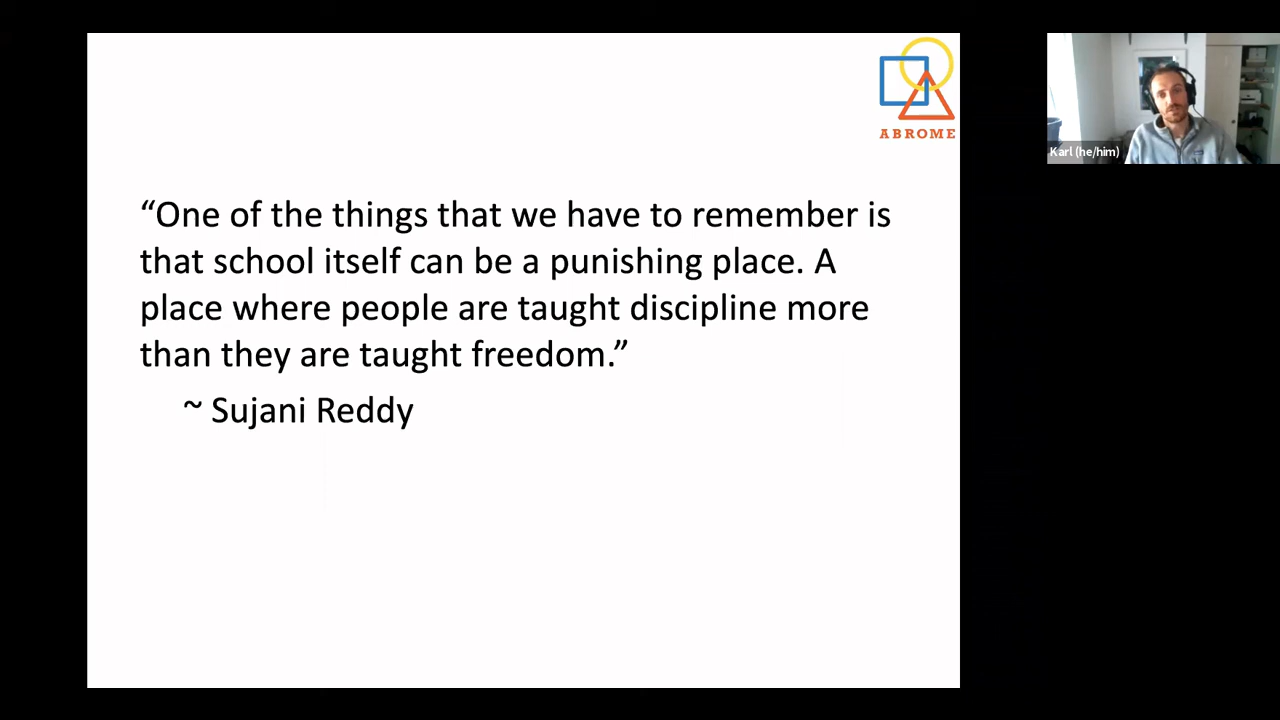 ABROME
“One of the things that we have to remember is
that school itself can be a punishing place. A
place where people are taught discipline more
than they are taught freedom.”
~ Sujani Reddy
Karl (he/him)